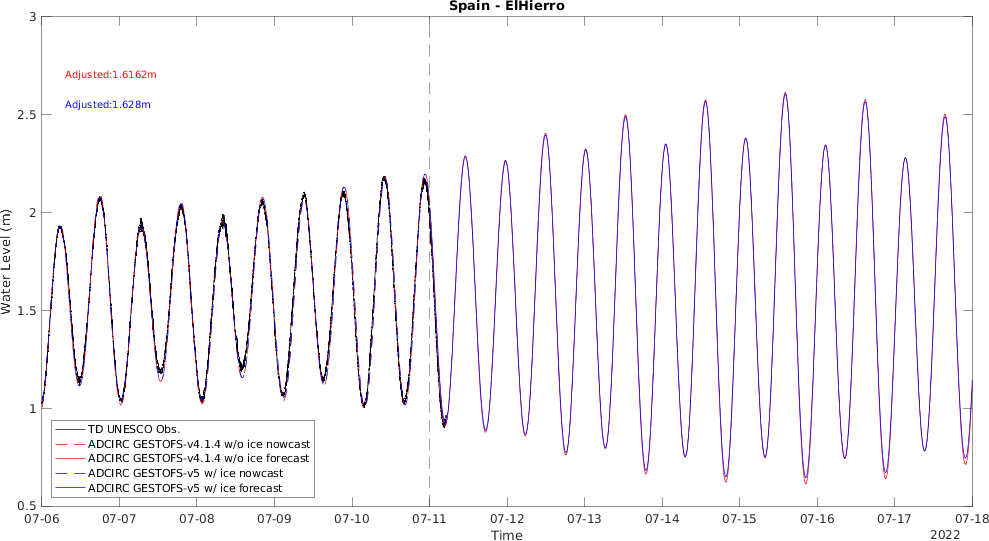 Spain - ElHierro
3
2.5
2
1.5
1
0.5
Water Level (m)
Adjusted:1.6162m
Adjusted:1.628m
TD UNESCO Obs.
ADCIRC GESTOFS-v4.1.4 w/o ice nowcast
ADCIRC GESTOFS-v4.1.4 w/o ice forecast
ADCIRC GESTOFS-v5 w/ ice nowcast
ADCIRC GESTOFS-v5 w/ ice forecast
07-06 07-07 07-08 07-09 07-10 07-11 07-12 07-13 07-14 07-15 07-16 07-17 07-18
Time
2022